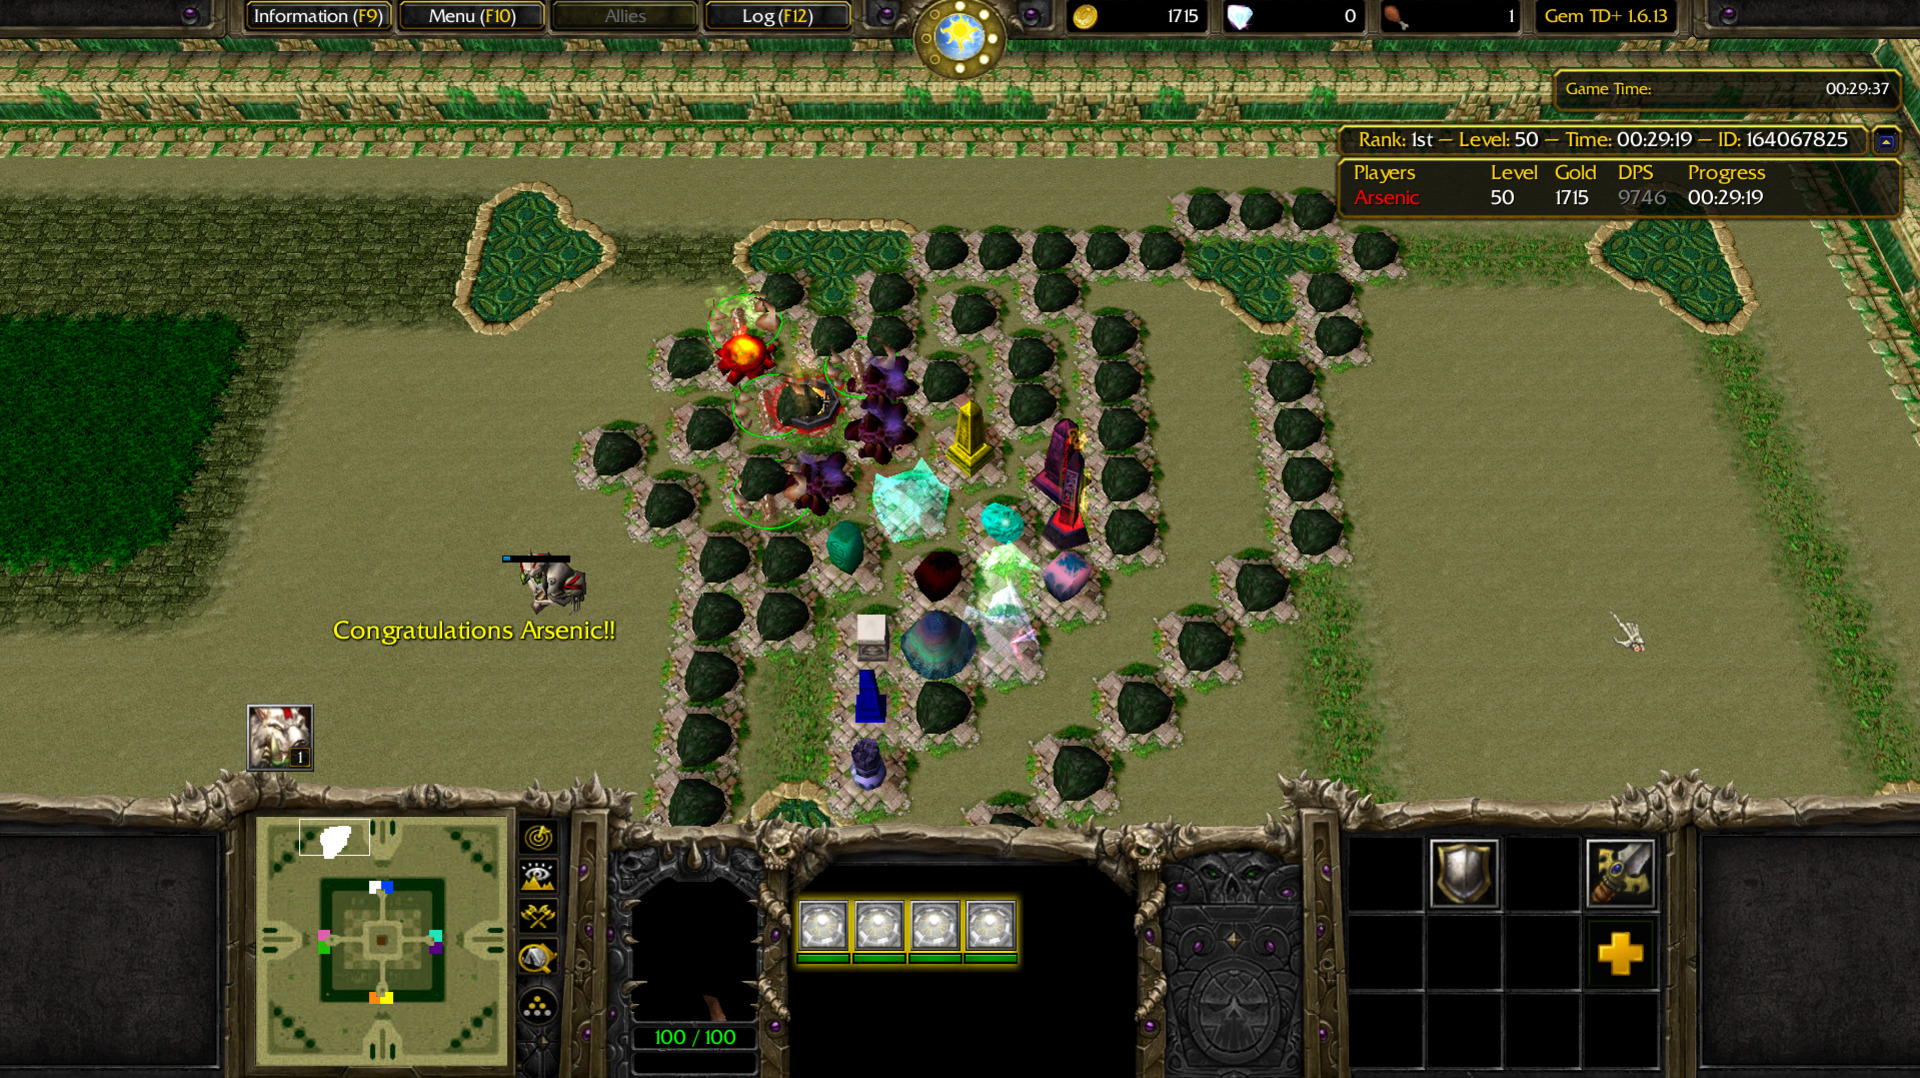 Information (F9) Menu (F10) Allies Log (F12) 1715 0 1 Gem TD+ 1.6.13
Game Time: 00:29:37
Rank: 1st — Level: 50 — Time: 00:29:19 — ID: 164067825
Players Level Gold DPS Progress
Arsenic 50 1715 9746 00:29:19
Congratulations Arsenic!!
1
100 / 100